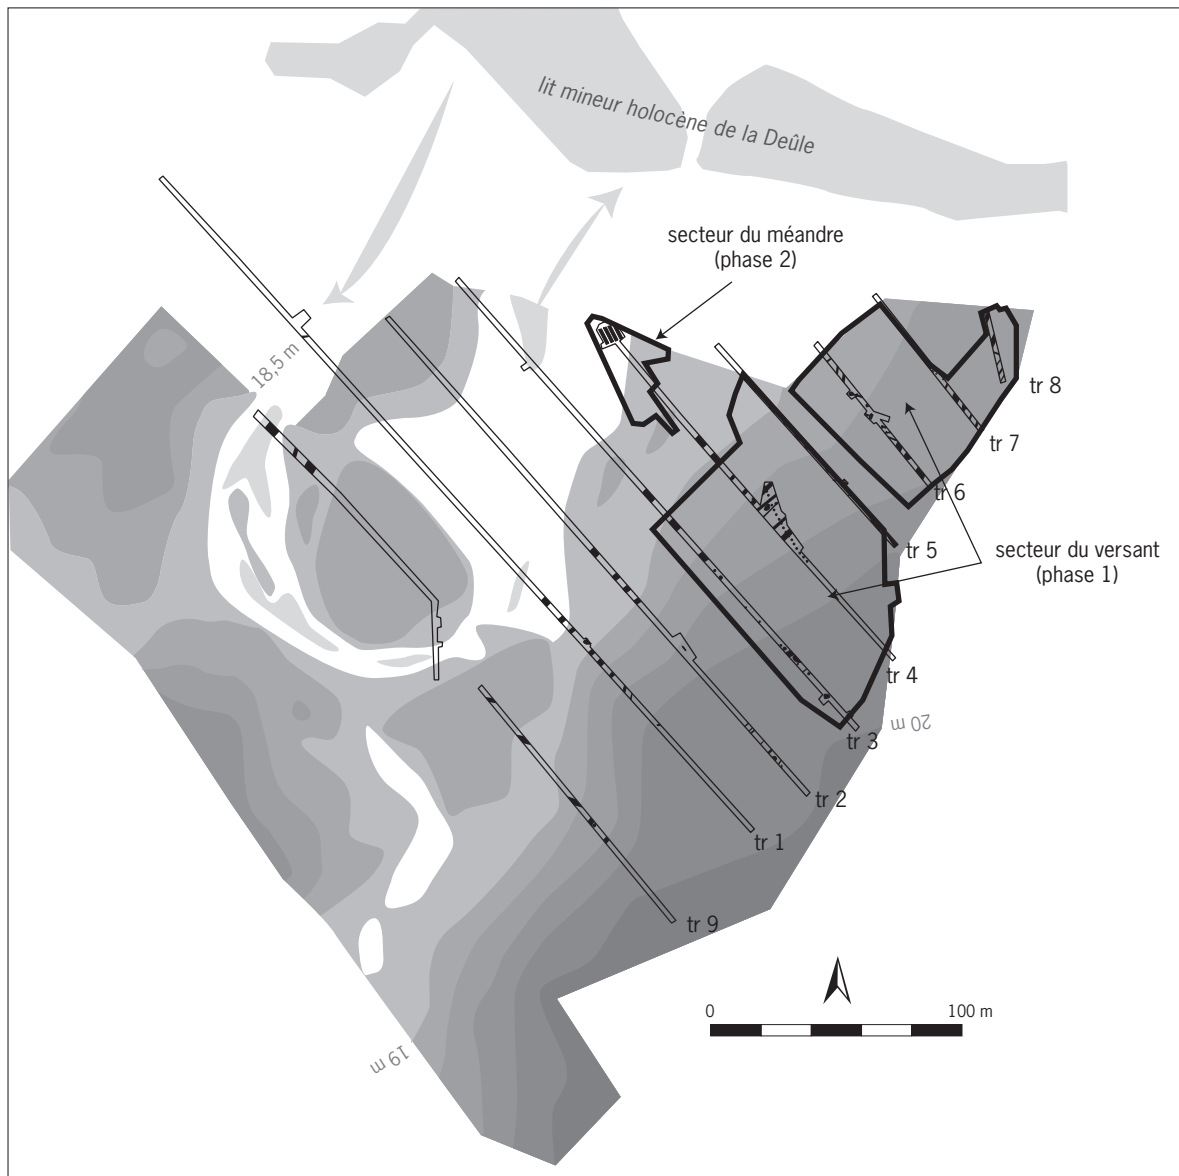 lit mineur holocène de la Deûle
secteur du méandre
(phase 2)
18,5 m
tr 8
tr 7
tr 6
tr 5
secteur du versant
(phase 1)
tr 4
20 m
tr 3
tr 2
tr 1
tr 9
0
100 m
19 m